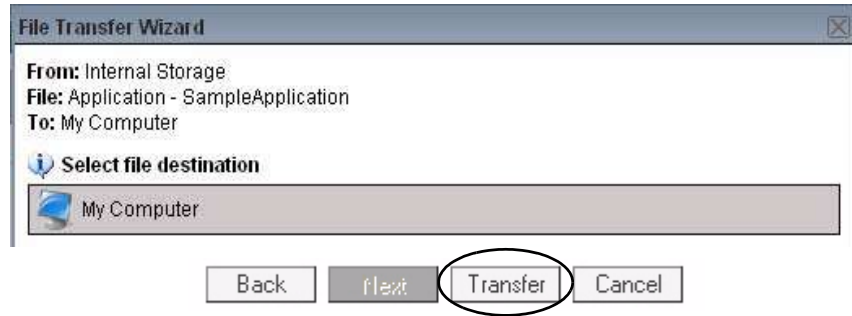 File Transfer Wizard
From: Internal Storage
File: Application - SampleApplication
To: My Computer
Select file destination
My Computer
Back Next Transfer Cancel